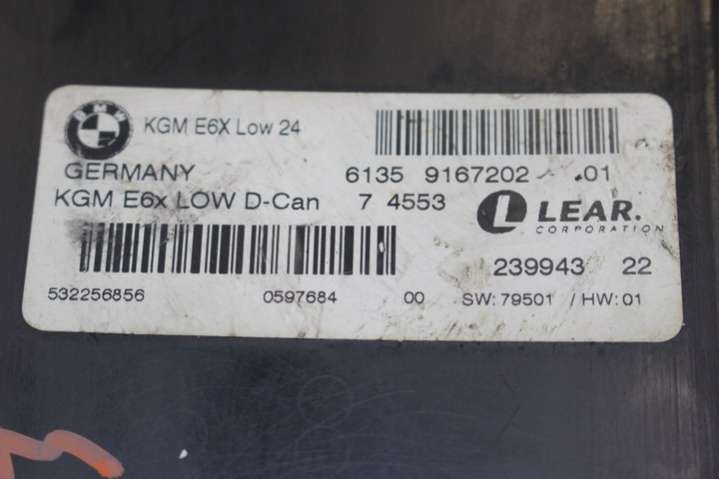 BMW
KGM E6X Low 24
GERMANY 6135 9167202 .01
KGM E6x LOW D-Can 7 4553
L LEAR.
CORPORATION
239943 22
532256856 0597684 00 SW: 79501 / HW: 01